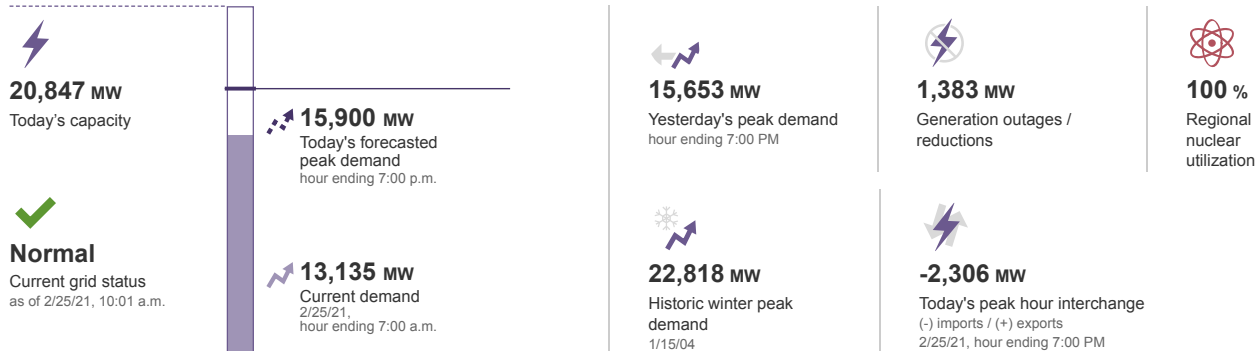 20,847 MW
Today's capacity
Normal
Current grid status
as of 2/25/21, 10:01 a.m.
15,900 MW
Today's forecasted
peak demand
hour ending 7:00 p.m.
13,135 MW
Current demand
2/25/21,
hour ending 7:00 a.m.
15,653 MW
Yesterday's peak demand
hour ending 7:00 PM
1,383 MW
Generation outages /
reductions
100 %
Regional
nuclear
utilization
22,818 MW
Historic winter peak
demand
1/15/04
-2,306 MW
Today's peak hour interchange
(-) imports / (+) exports
2/25/21, hour ending 7:00 PM